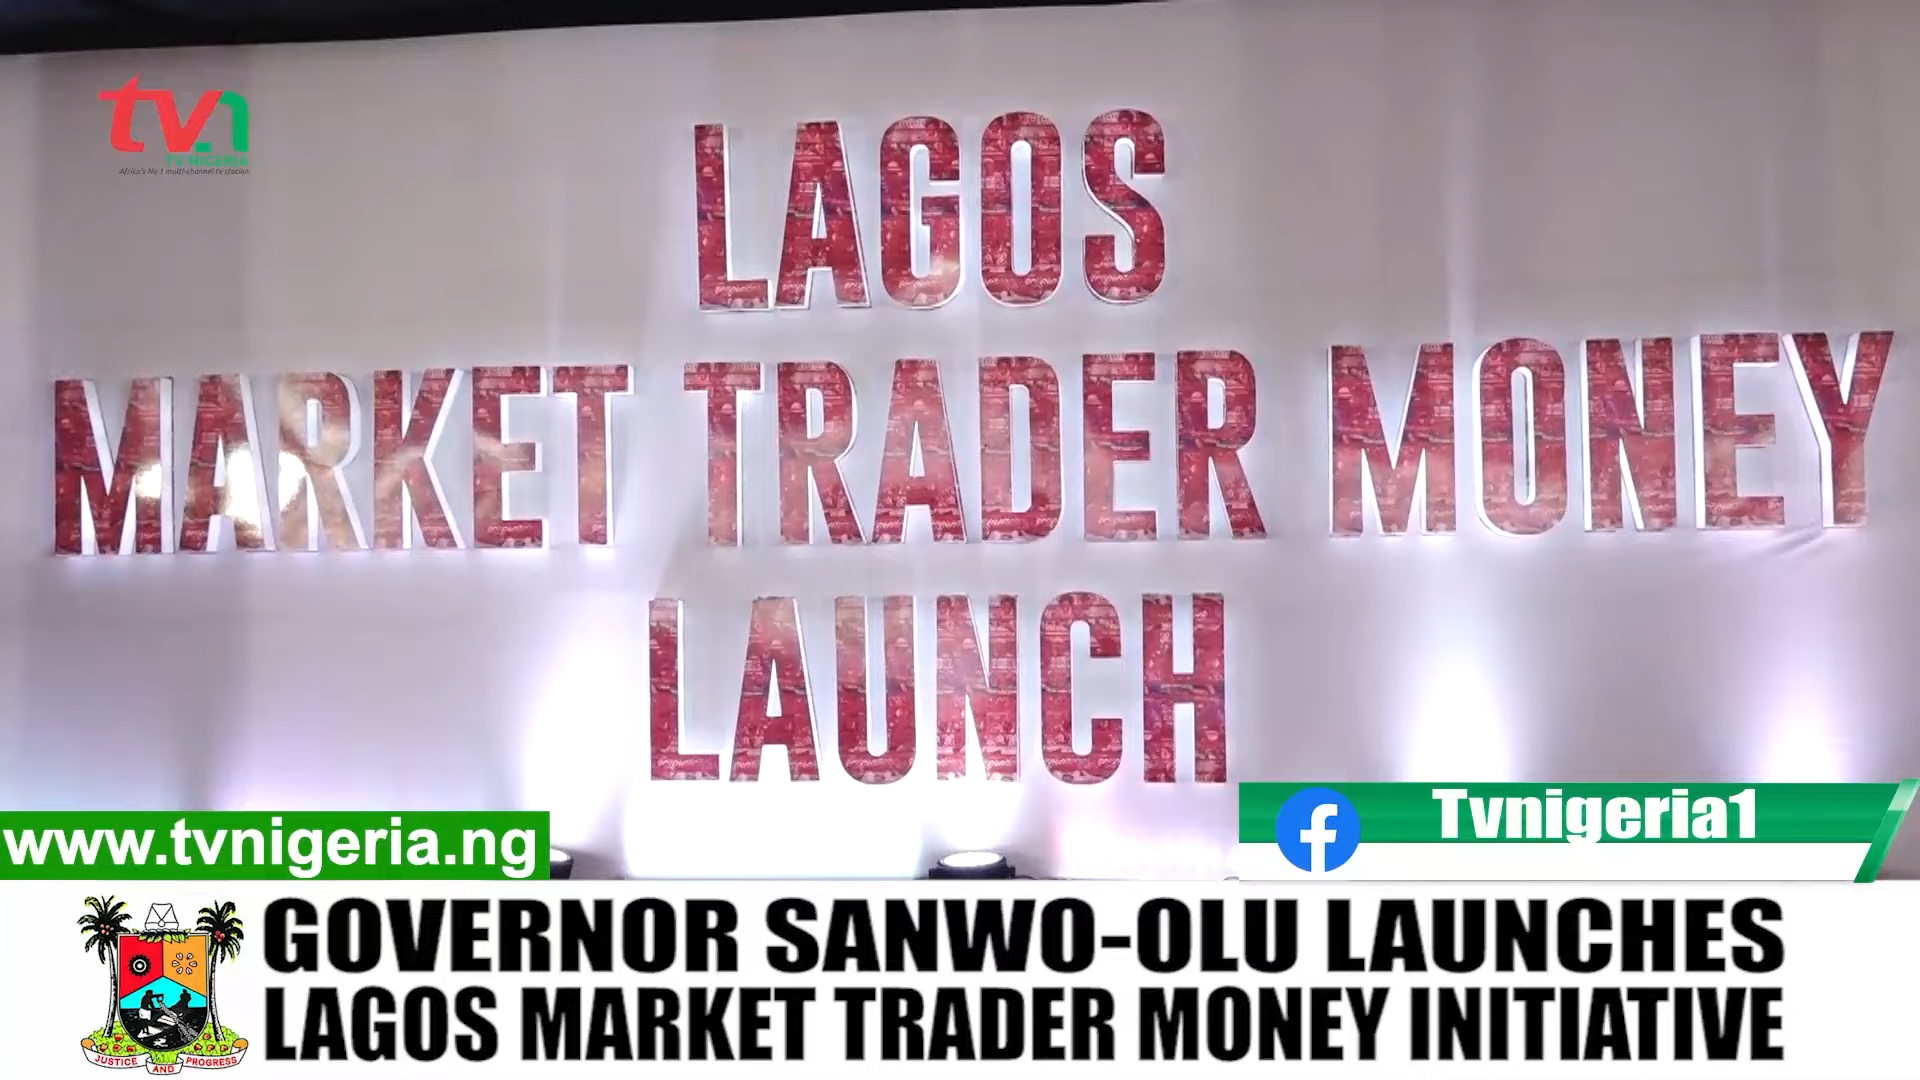 tvn
TV NIGERIA
Africa's No 1 multi-channel tv station
LAGOS
MARKET TRADER MONEY
LAUNCH
www.tvnigeria.ng
Tvnigeria1
GOVERNOR SANWO-OLU LAUNCHES
LAGOS MARKET TRADER MONEY INITIATIVE
JUSTICE AND PROGRESS